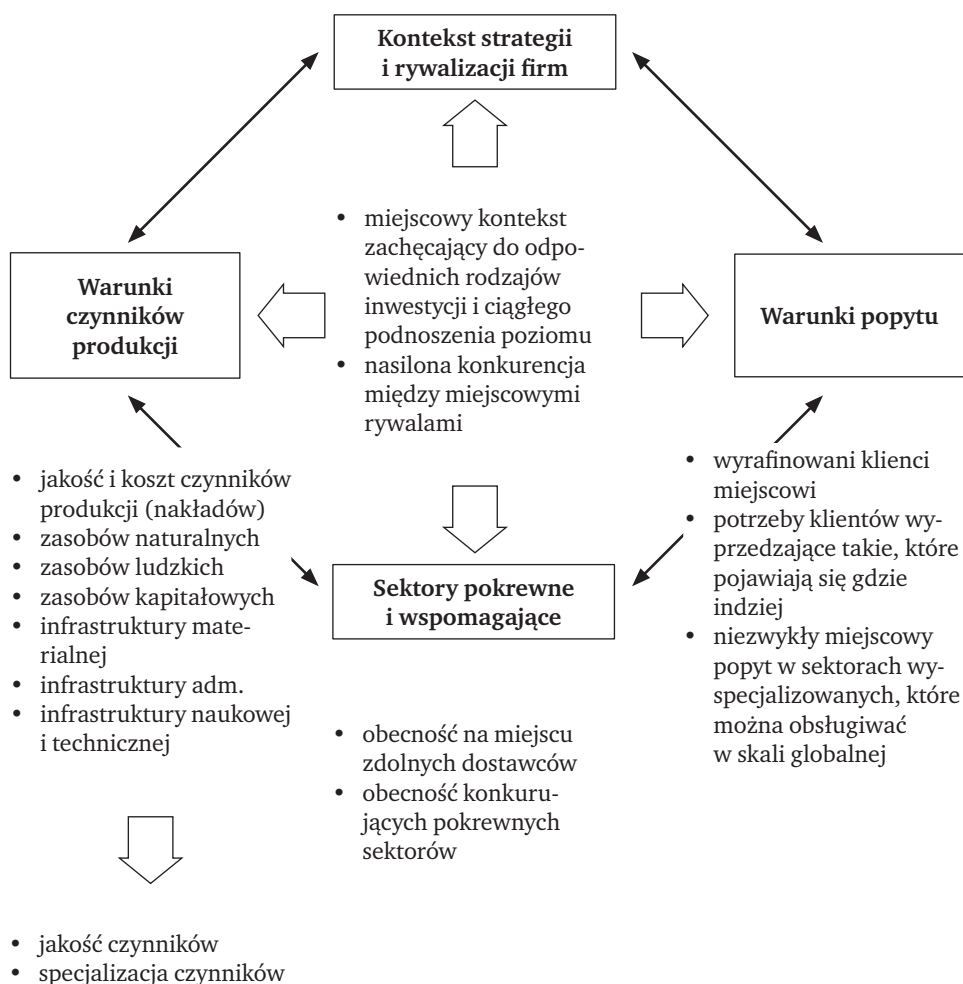 Kontekst strategii
i rywalizacji firm
• miejscowy kontekst
zachęcający do odpo-
wiednich rodzajów
inwestycji i ciągłego
podnoszenia poziomu
• nasilona konkurencja
między miejscowymi
rywalami
Warunki
czynników
produkcji
Warunki popytu
• jakość i koszt czynników
produkcji (nakładów)
• zasobów naturalnych
• zasobów ludzkich
• zasobów kapitałowych
• infrastruktury mate-
rialnej
• infrastruktury adm.
• infrastruktury naukowej
i technicznej
Sektory pokrewne
i wspomagające
• wyrafinowani klienci
miejscowi
• potrzeby klientów wy-
przedzające takie, które
pojawiają się gdzie
indziej
• niezwykły miejscowy
popyt w sektorach wy-
specjalizowanych, które
można obsługiwać
w skali globalnej
• obecność na miejscu
zdolnych dostawców
• obecność konkuru-
jących pokrewnych
sektorów
• jakość czynników
• specjalizacja czynników